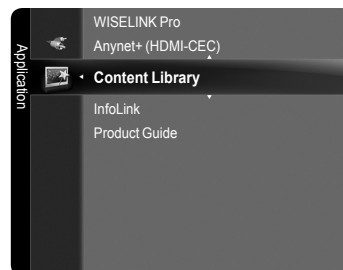 Application
WISELINK Pro
Anynet+ (HDMI-CEC)
Content Library
InfoLink
Product Guide